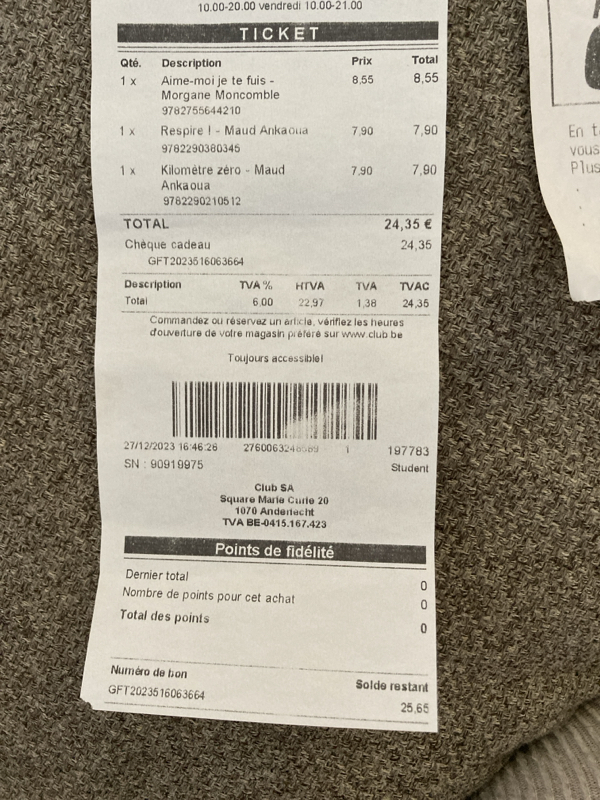 10.00-20.00 vendredi 10.00-21.00
TICKET
Qté. Description Prix Total
1 x Aime-moi je te fuis - 8,55 8,55
Morgane Moncomble
9782755644210
1 x Respire ! - Maud Ankaoua 7,90 7,90
9782290380345
1 x Kilomètre zéro - Maud 7,90 7,90
Ankaoua
9782290210512
TOTAL 24,35 €
Chèque cadeau 24,35
GFT2023516063664
Description TVA % HTVA TVA TVAC
Total 6,00 22,97 1,38 24,35
Commandez ou réservez un article, vérifiez les heures
d'ouverture de votre magasin préféré sur www.club.be
Toujours accessible!
27/12/2023 16:46:26 1 197783
SN : 90919975 Student
Club SA
Square Marie Curie 20
1070 Anderlecht
TVA BE-0415.167.423
Points de fidélité
Dernier total 0
Nombre de points pour cet achat 0
Total des points 0
Numéro de bon Solde restant
GFT2023516063664 25,65
En
vous
Plus